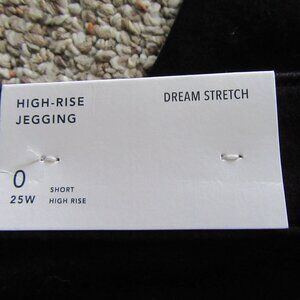 HIGH-RISE
JEGGING
DREAM STRETCH
0
25W
SHORT
HIGH RISE